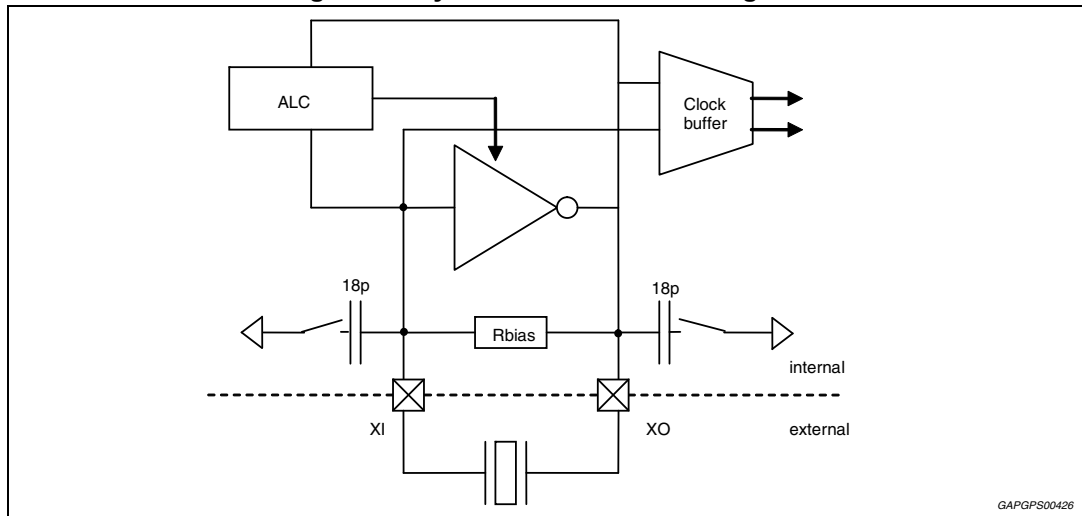 ALC
Clock
buffer
18p
18p
Rbias
internal
XI
XO
external
GAPGPS00426